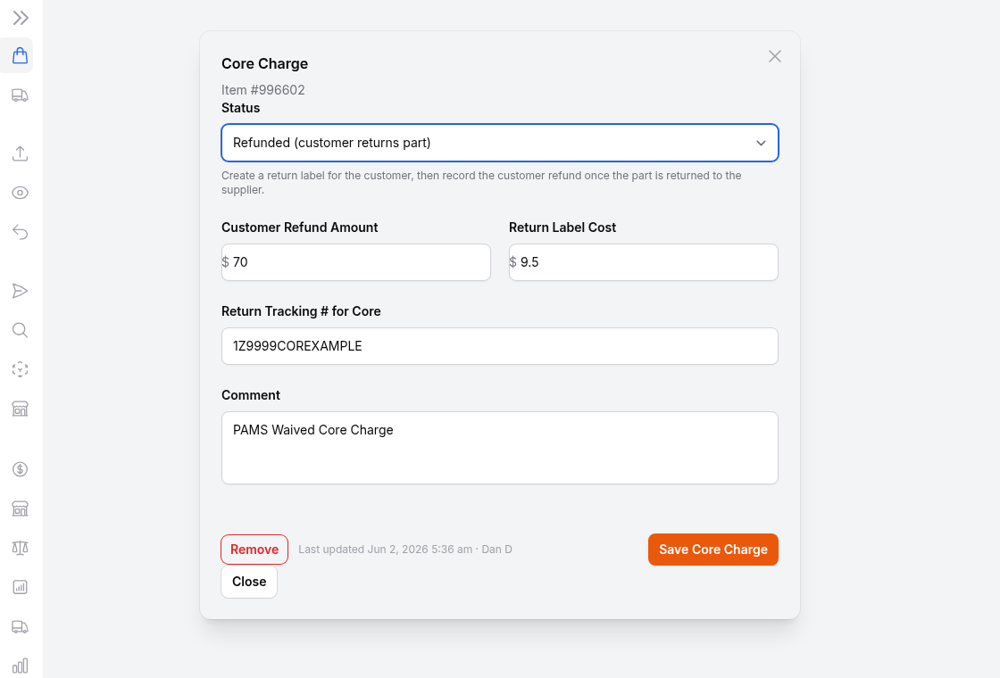 Core Charge
Item #996602
Status
Refunded (customer returns part)
Create a return label for the customer, then record the customer refund once the part is returned to the
supplier.
Customer Refund Amount
Return Label Cost
$ 70
$ 9.5
Return Tracking # for Core
1Z9999COREXAMPLE
Comment
PAMS Waived Core Charge
Remove
Last updated Jun 2, 2026 5:36 am · Dan D
Save Core Charge
Close